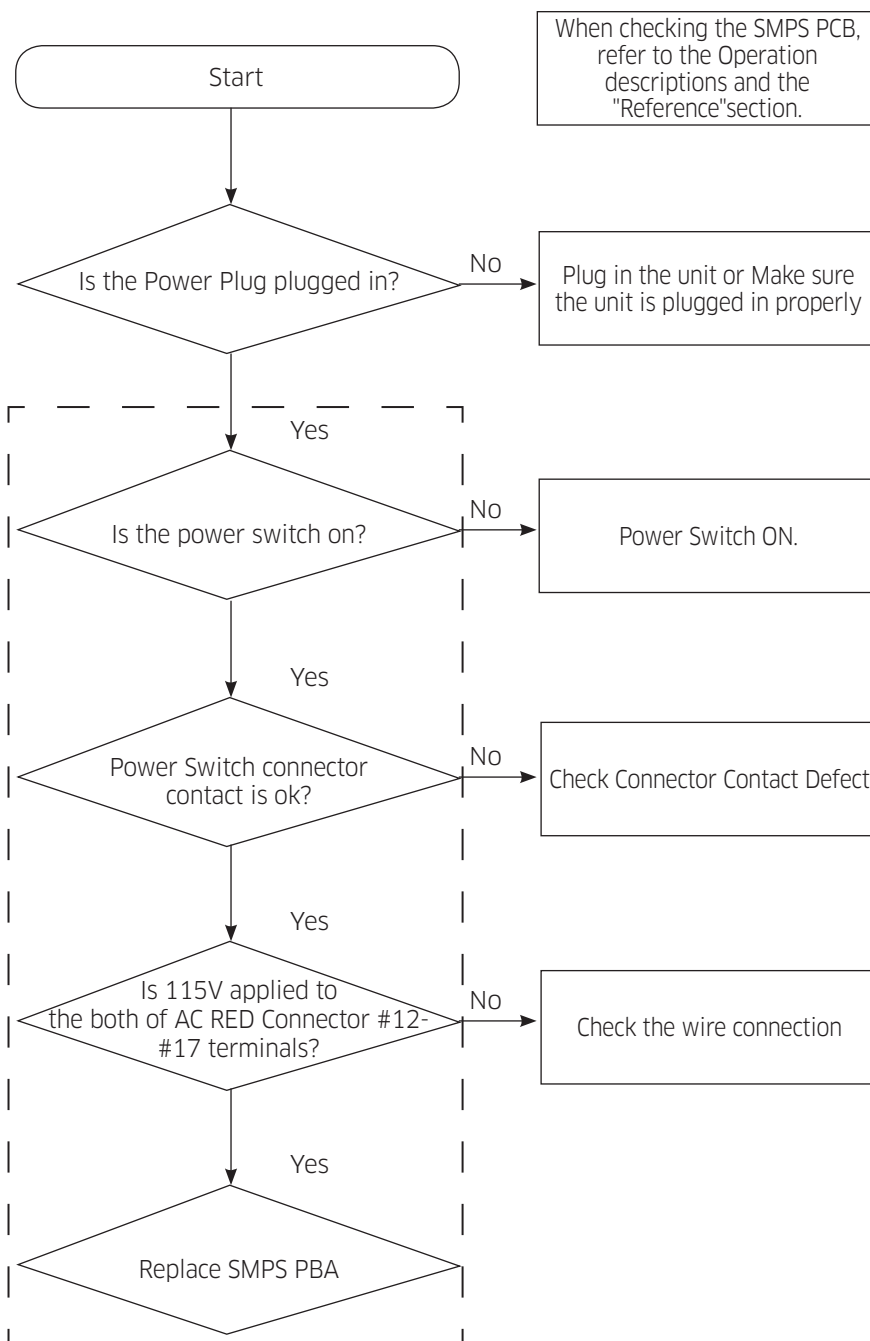 Start
When checking the SMPS PCB,
refer to the Operation
descriptions and the
"Reference"section.
Is the Power Plug plugged in?
No
Plug in the unit or Make sure
the unit is plugged in properly
Yes
Is the power switch on?
No
Power Switch ON.
Yes
Power Switch connector
contact is ok?
No
Check Connector Contact Defect
Yes
Is 115V applied to
the both of AC RED Connector #12-
#17 terminals?
No
Check the wire connection
Yes
Replace SMPS PBA